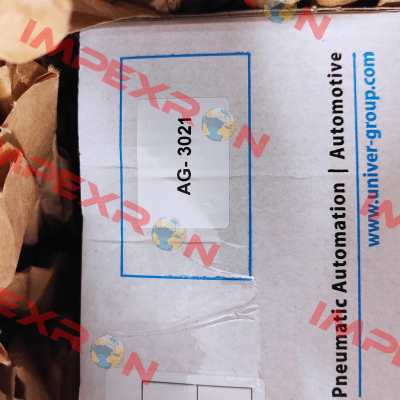 AG- 3021
Pneumatic Automation | Automotive
www.univer-group.com
IMPEXRON
IMPEXRON
IMPEXRON
IMPEXRON